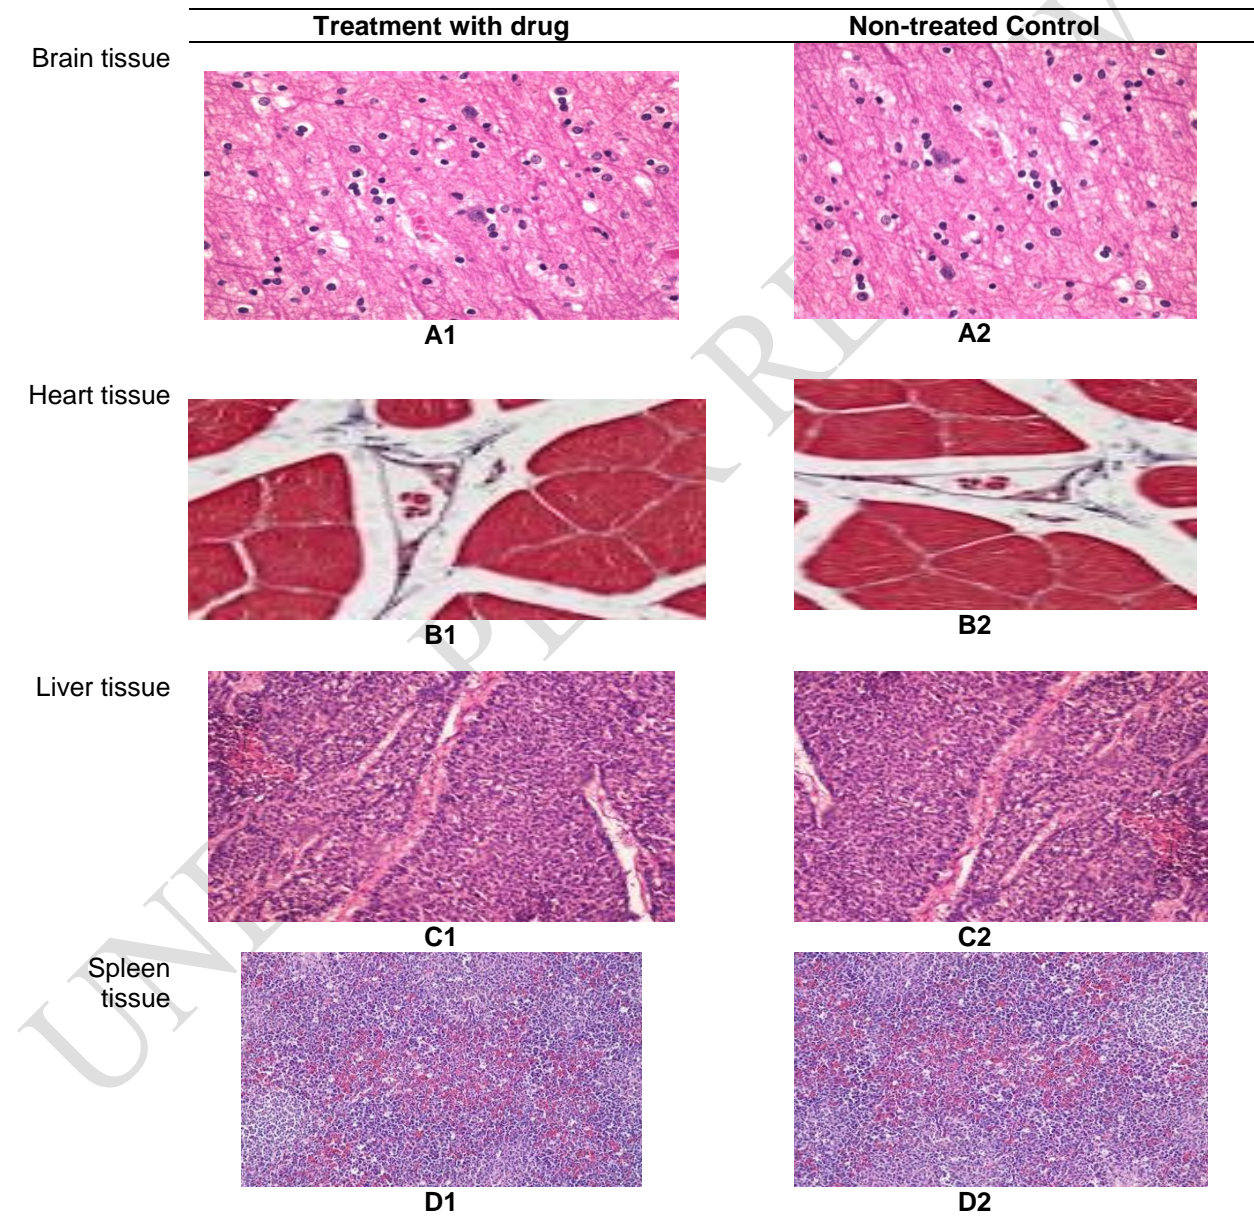 Treatment with drug Non-treated Control
Brain tissue
A1 A2
Heart tissue
B1 B2
Liver tissue
C1 C2
Spleen
tissue
D1 D2